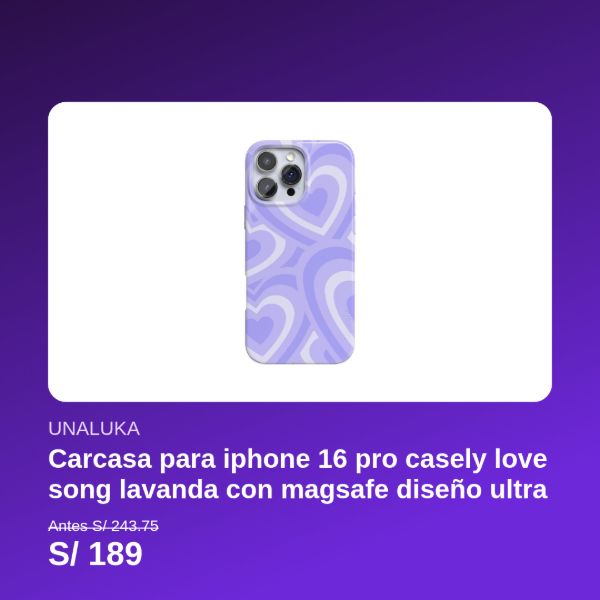 UNALUKA
Carcasa para iphone 16 pro casely love
song lavanda con magsafe diseño ultra
Antes S/ 243.75
S/ 189